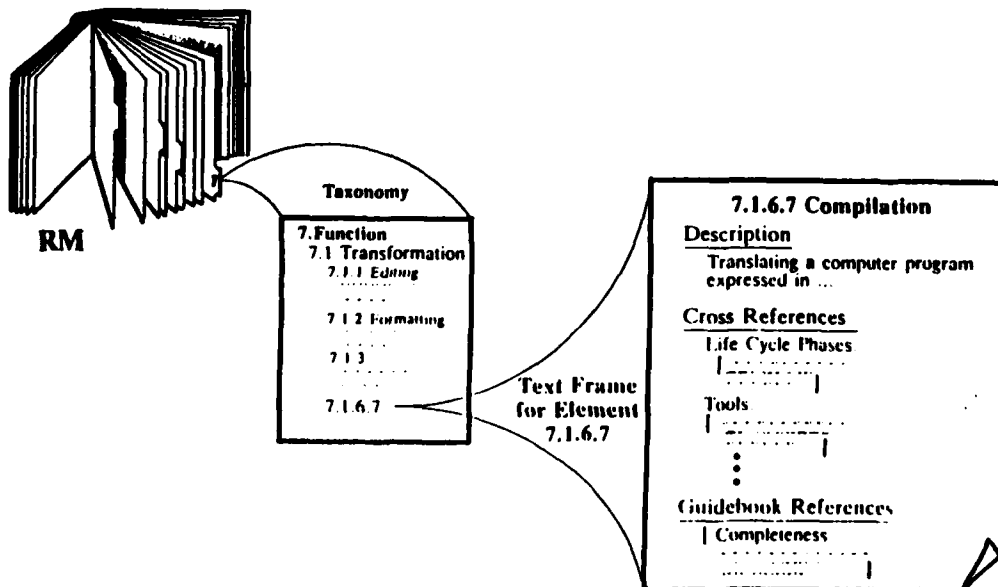 RM
Taxonomy
7. Function
7.1 Transformation
7.1.1 Editing
7.1.2 Formatting
7.1.3
7.1.6.7
Text Frame
for Element
7.1.6.7
7.1.6.7 Compilation
Description
Translating a computer program
expressed in ...
Cross References
Life Cycle Phases
Tools
Guidebook References
Completeness